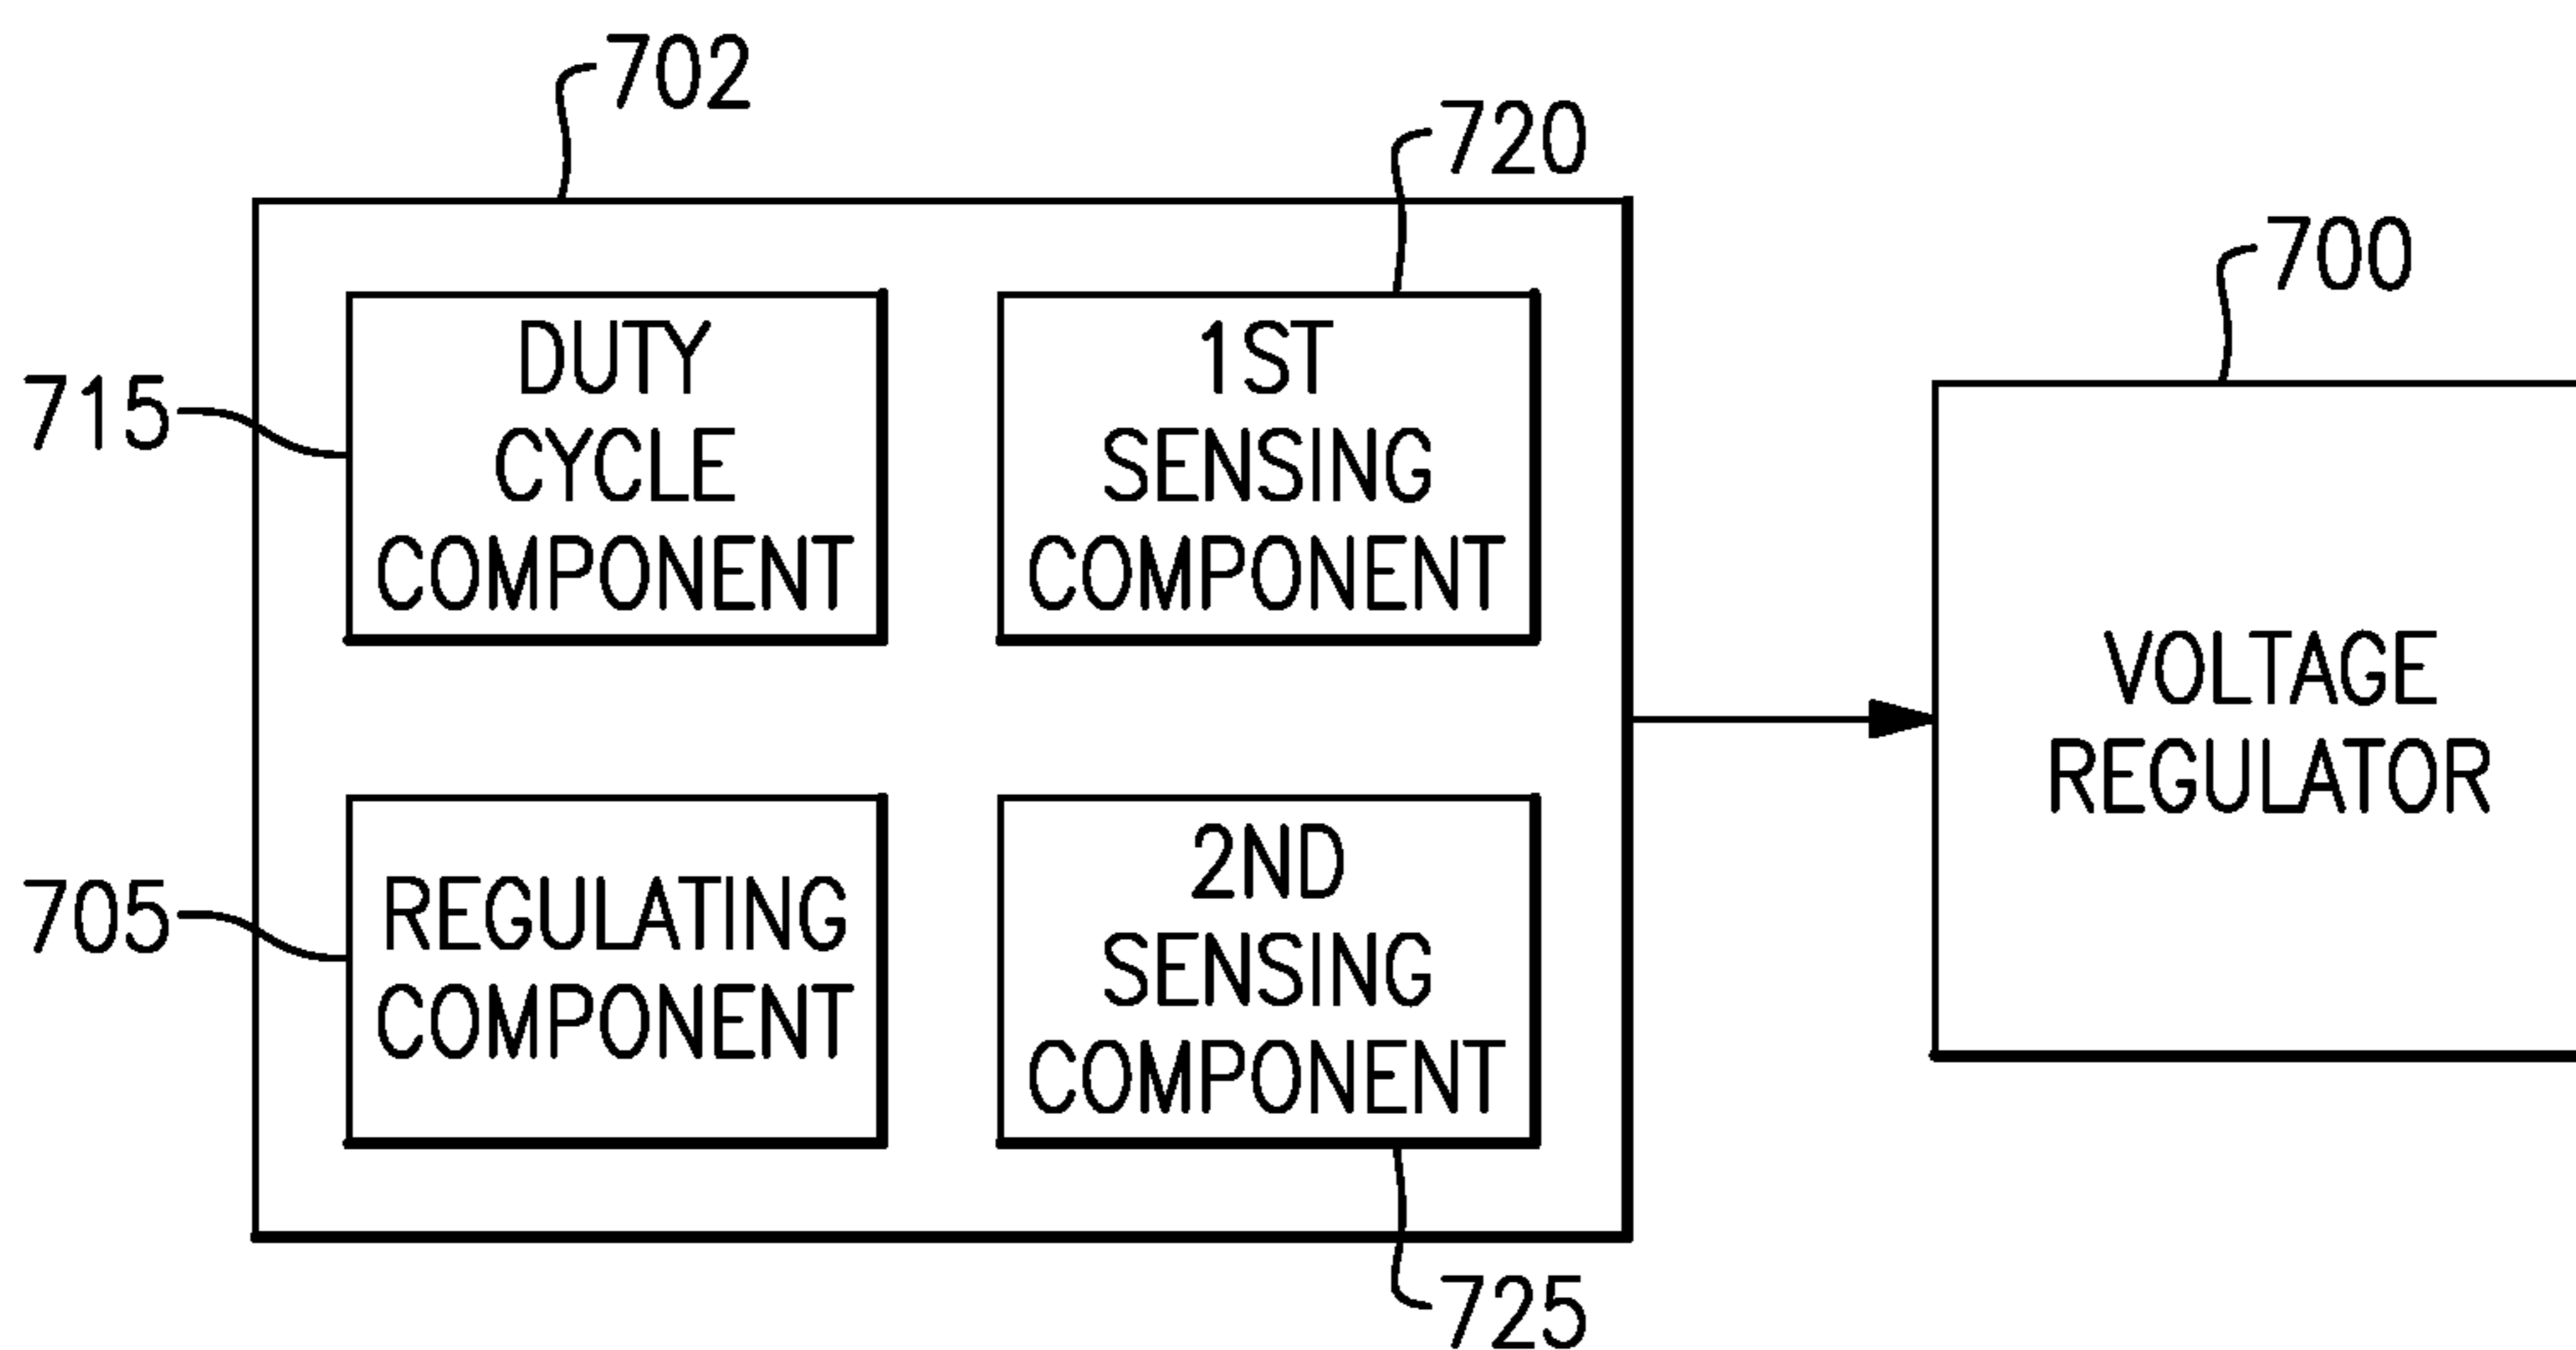 702
720
700
715
DUTY
CYCLE
COMPONENT
1ST
SENSING
COMPONENT
VOLTAGE
REGULATOR
705
REGULATING
COMPONENT
2ND
SENSING
COMPONENT
725